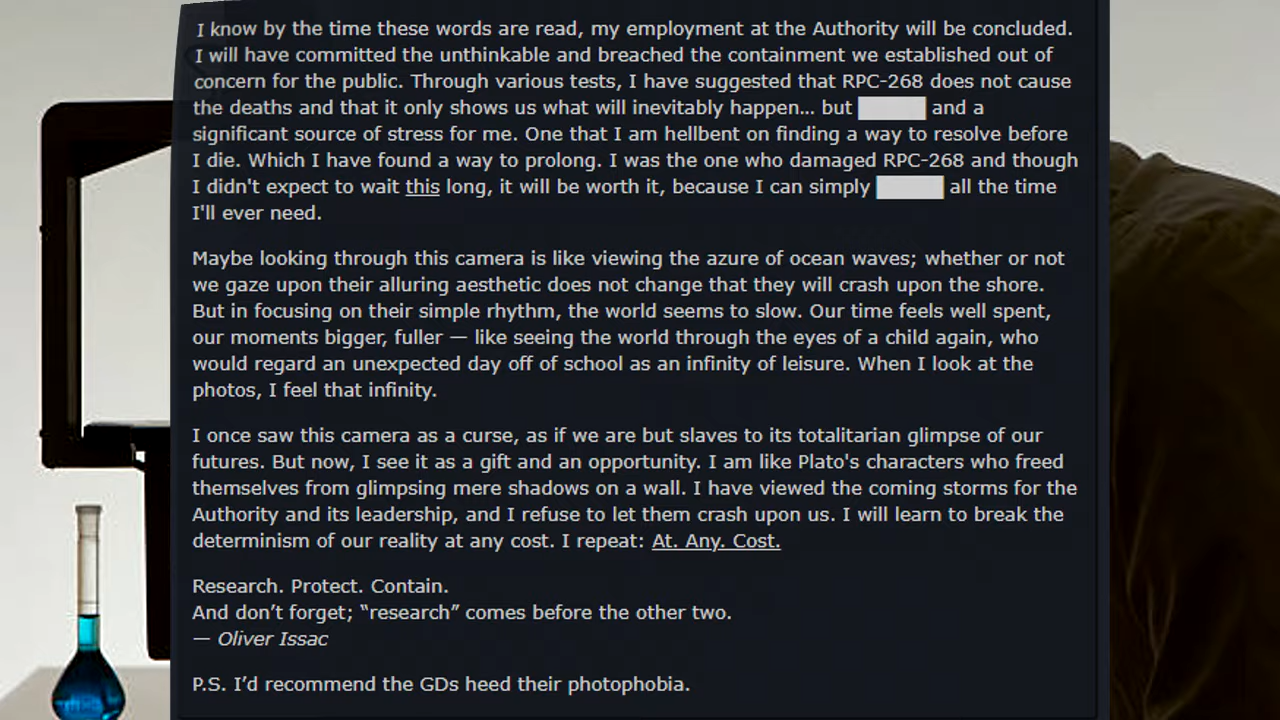 I know by the time these words are read, my employment at the Authority will be concluded.
I will have committed the unthinkable and breached the containment we established out of
concern for the public. Through various tests, I have suggested that RPC-268 does not cause
the deaths and that it only shows us what will inevitably happen... but and a
significant source of stress for me. One that I am hellbent on finding a way to resolve before
I die. Which I have found a way to prolong. I was the one who damaged RPC-268 and though
I didn't expect to wait this long, it will be worth it, because I can simply all the time
I'll ever need.
Maybe looking through this camera is like viewing the azure of ocean waves; whether or not
we gaze upon their alluring aesthetic does not change that they will crash upon the shore.
But in focusing on their simple rhythm, the world seems to slow. Our time feels well spent,
our moments bigger, fuller — like seeing the world through the eyes of a child again, who
would regard an unexpected day off of school as an infinity of leisure. When I look at the
photos, I feel that infinity.
I once saw this camera as a curse, as if we are but slaves to its totalitarian glimpse of our
futures. But now, I see it as a gift and an opportunity. I am like Plato's characters who freed
themselves from glimpsing mere shadows on a wall. I have viewed the coming storms for the
Authority and its leadership, and I refuse to let them crash upon us. I will learn to break the
determinism of our reality at any cost. I repeat: At. Any. Cost.
Research. Protect. Contain.
And don’t forget; “research” comes before the other two.
— Oliver Issac
P.S. I’d recommend the GDs heed their photophobia.